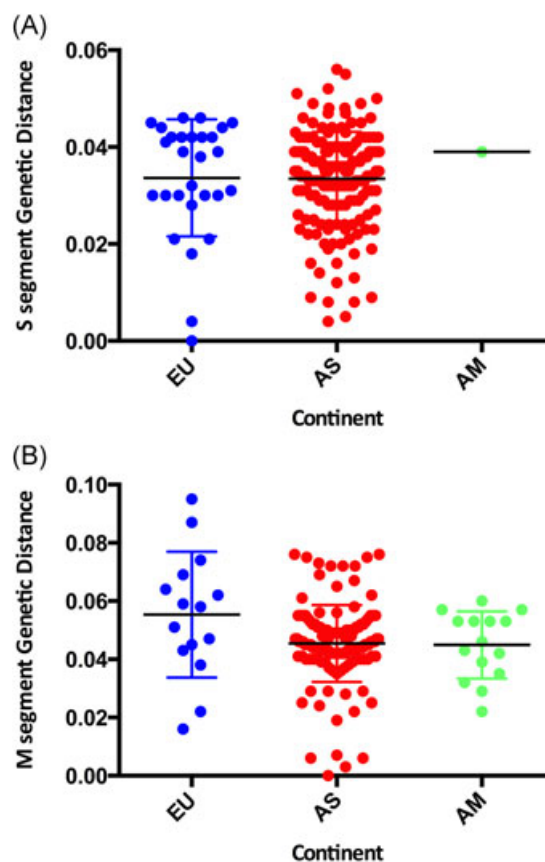 (A)
S segment Genetic Distance
0.06
0.04
0.02
0.00
EU
AS
AM
Continent
(B)
M segment Genetic Distance
0.10
0.08
0.06
0.04
0.02
0.00
EU
AS
AM
Continent